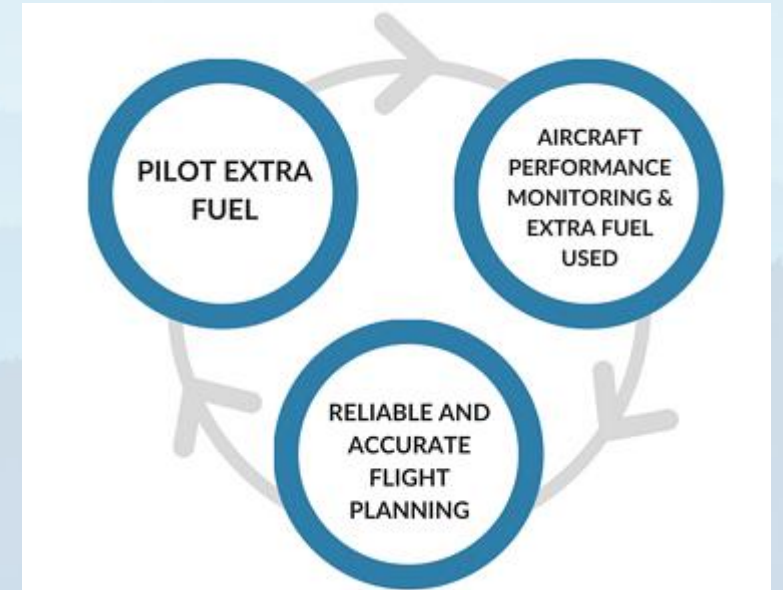 PILOT EXTRA
FUEL
AIRCRAFT
PERFORMANCE
MONITORING &
EXTRA FUEL
USED
RELIABLE AND
ACCURATE
FLIGHT
PLANNING